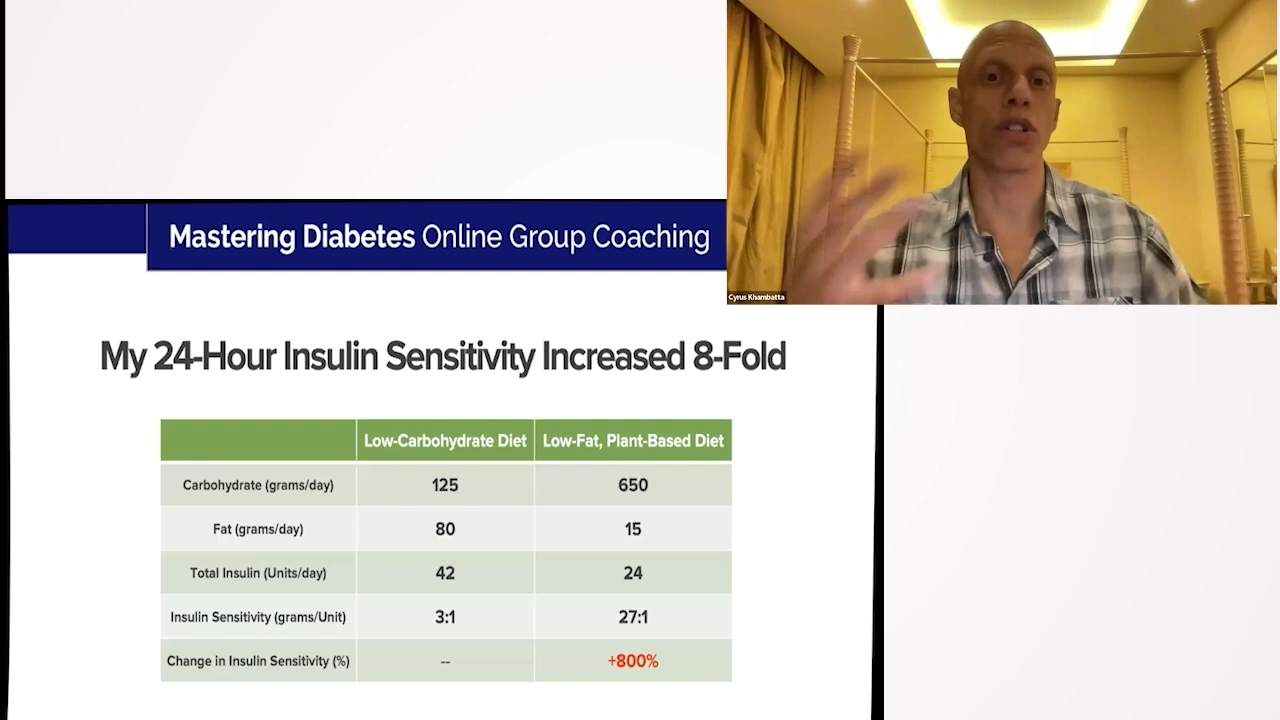 Mastering Diabetes Online Group Coaching
Cyrus Khambatta
My 24-Hour Insulin Sensitivity Increased 8-Fold
Low-Carbohydrate Diet Low-Fat, Plant-Based Diet
Carbohydrate (grams/day) 125 650
Fat (grams/day) 80 15
Total Insulin (Units/day) 42 24
Insulin Sensitivity (grams/Unit) 3:1 27:1
Change in Insulin Sensitivity (%) -- +800%